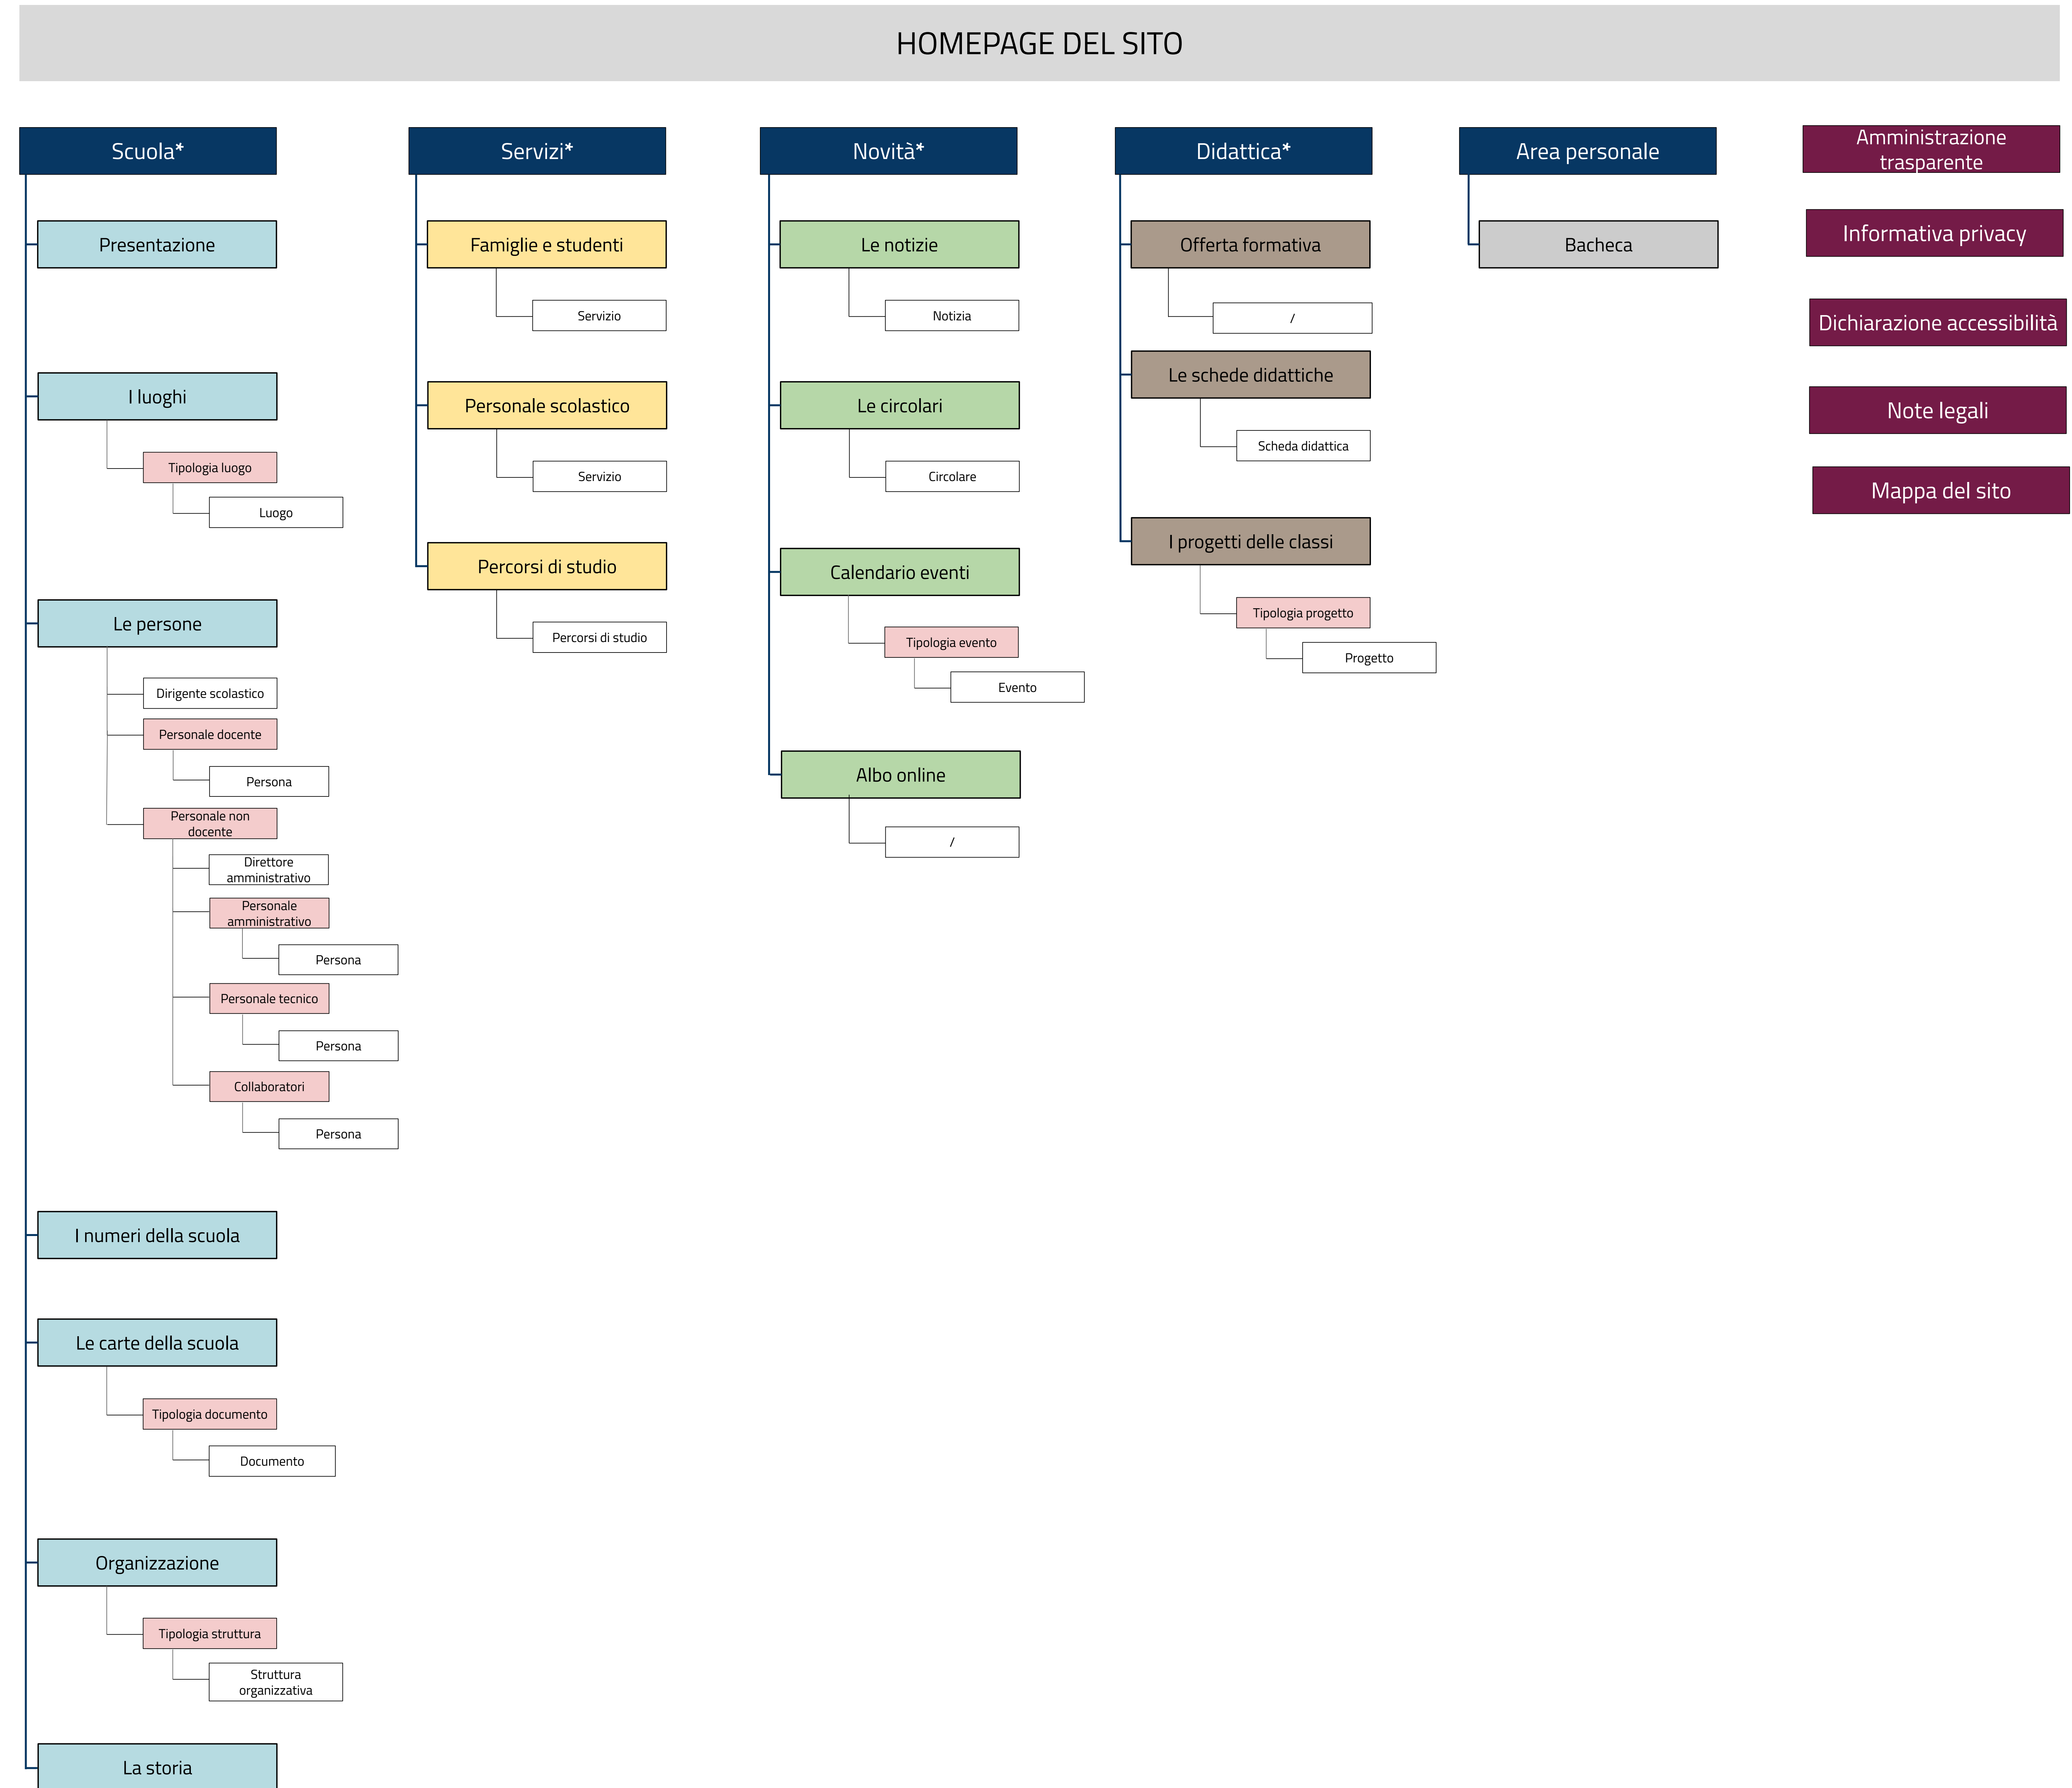 HOMEPAGE DEL SITO
Scuola*
Presentazione
I luoghi
Tipologia luogo
Luogo
Le persone
Dirigente scolastico
Personale docente
Persona
Personale non
docente
Direttore
amministrativo
Personale
amministrativo
Persona
Personale tecnico
Persona
Collaboratori
Persona
I numeri della scuola
Le carte della scuola
Tipologia documento
Documento
Organizzazione
Tipologia struttura
Struttura
organizzativa
La storia
Servizi*
Famiglie e studenti
Servizio
Personale scolastico
Servizio
Percorsi di studio
Percorsi di studio
Novità*
Le notizie
Notizia
Le circolari
Circolare
Calendario eventi
Tipologia evento
Evento
Albo online
/
Didattica*
Offerta formativa
/
Le schede didattiche
Scheda didattica
I progetti delle classi
Tipologia progetto
Progetto
Area personale
Bacheca
Amministrazione
trasparente
Informativa privacy
Dichiarazione accessibilità
Note legali
Mappa del sito